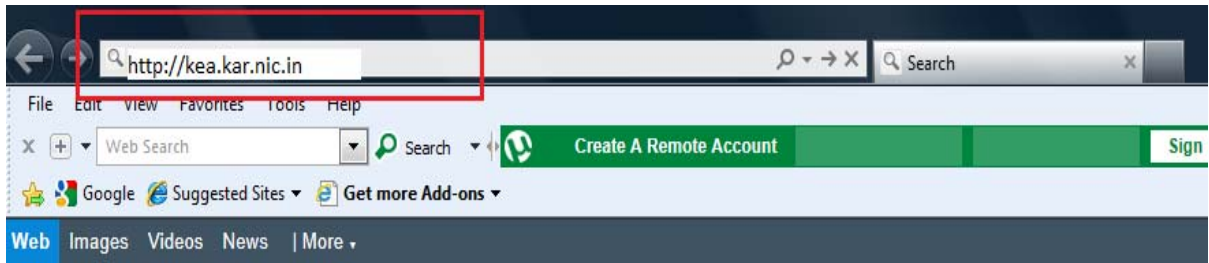 http://kea.kar.nic.in Search
File Edit View Favorites Tools Help
Web Search Search Create A Remote Account Sign
Google Suggested Sites Get more Add-ons
Web Images Videos News | More